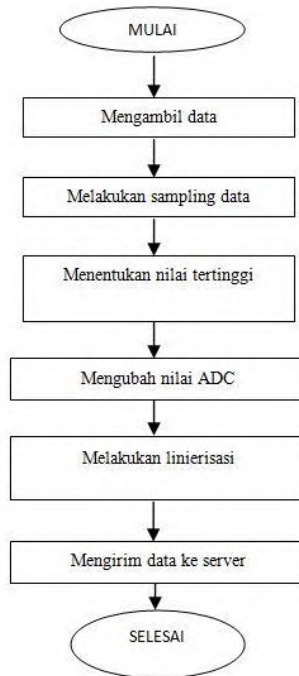 MULAI
Mengambil data
Melakukan sampling data
Menentukan nilai tertinggi
Mengubah nilai ADC
Melakukan linierisasi
Mengirim data ke server
SELESAI